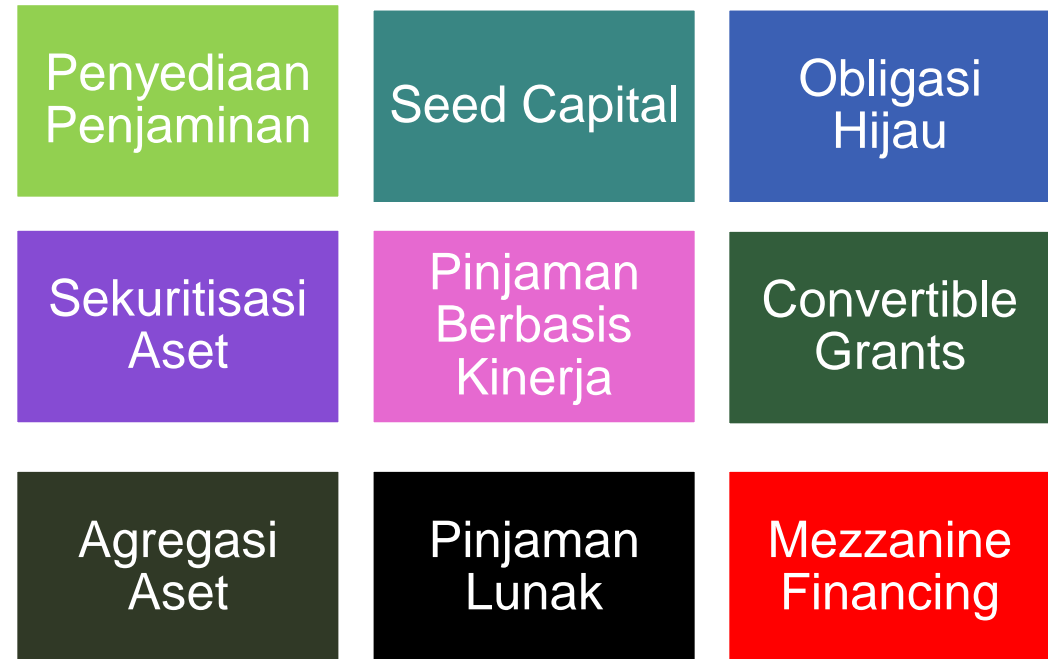 Penyediaan
Penjaminan
Seed Capital
Obligasi
Hijau
Sekuritisasi
Aset
Pinjaman
Berbasis
Kinerja
Convertible
Grants
Agregasi
Aset
Pinjaman
Lunak
Mezzanine
Financing